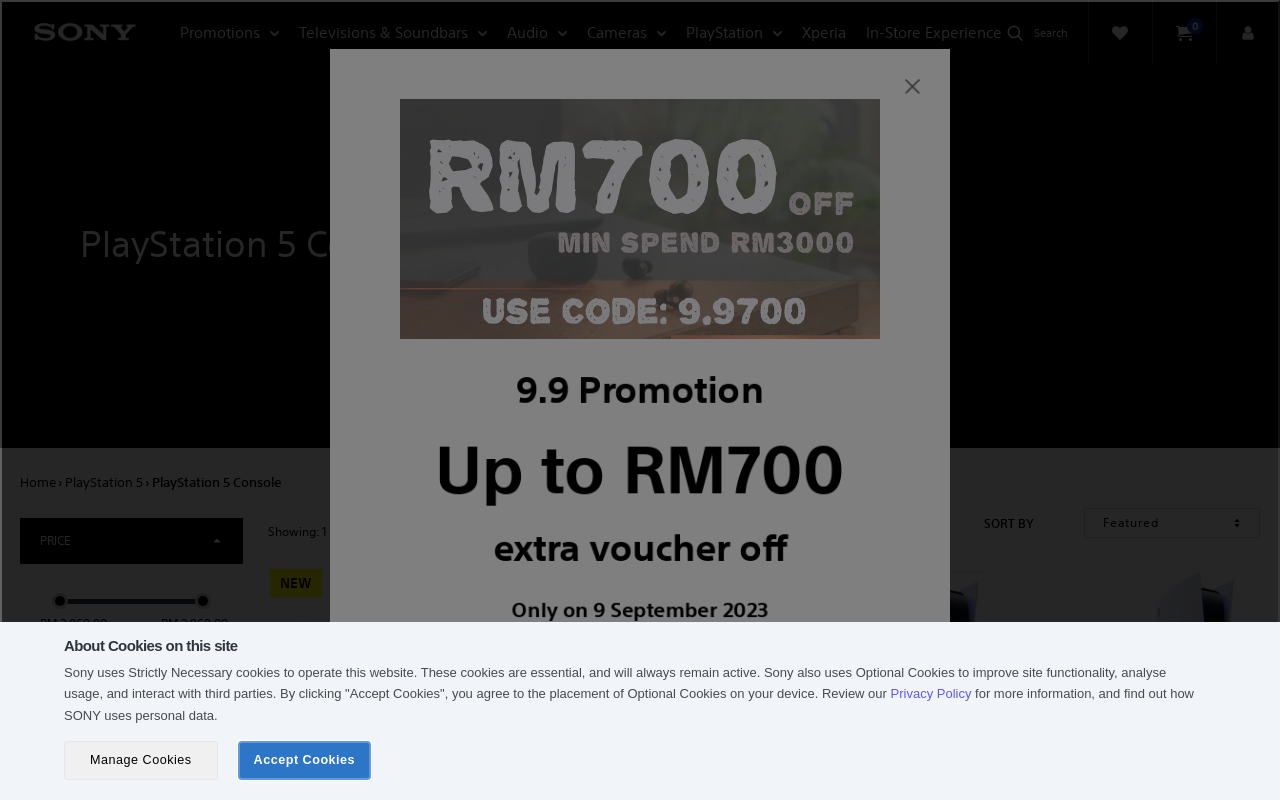 SONY
Promotions
Televisions & Soundbars
Audio
Cameras
PlayStation
Xperia
In-Store Experience
Search
0
PlayStation 5 Co
RM700 OFF
MIN SPEND RM3000
USE CODE: 9.9700
9.9 Promotion
Up to RM700
extra voucher off
Only on 9 September 2023
Home › PlayStation 5 › PlayStation 5 Console
PRICE
Showing: 1
SORT BY
Featured
NEW
About Cookies on this site
Sony uses Strictly Necessary cookies to operate this website. These cookies are essential, and will always remain active. Sony also uses Optional Cookies to improve site functionality, analyse
usage, and interact with third parties. By clicking "Accept Cookies", you agree to the placement of Optional Cookies on your device. Review our Privacy Policy for more information, and find out how
SONY uses personal data.
Manage Cookies
Accept Cookies